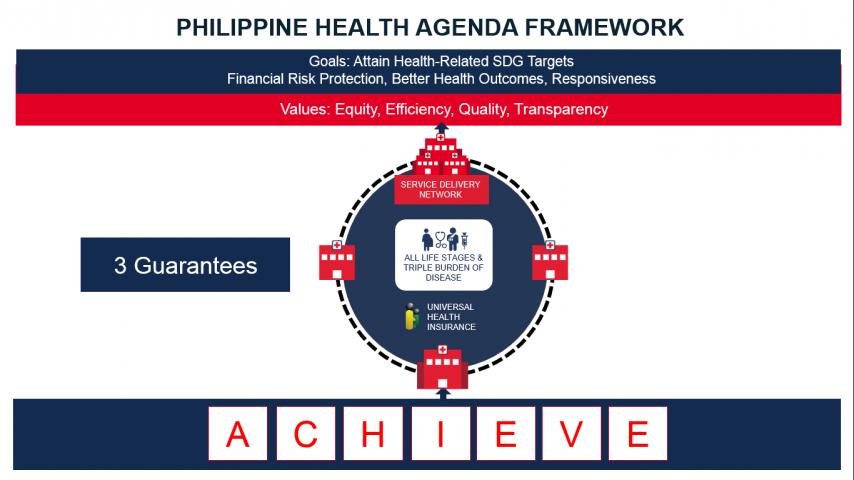 PHILIPPINE HEALTH AGENDA FRAMEWORK
Goals: Attain Health-Related SDG Targets
Financial Risk Protection, Better Health Outcomes, Responsiveness
Values: Equity, Efficiency, Quality, Transparency
SERVICE DELIVERY
NETWORK
3 Guarantees
ALL LIFE STAGES &
TRIPLE BURDEN OF
DISEASE
UNIVERSAL
HEALTH
INSURANCE
A C H I E V E